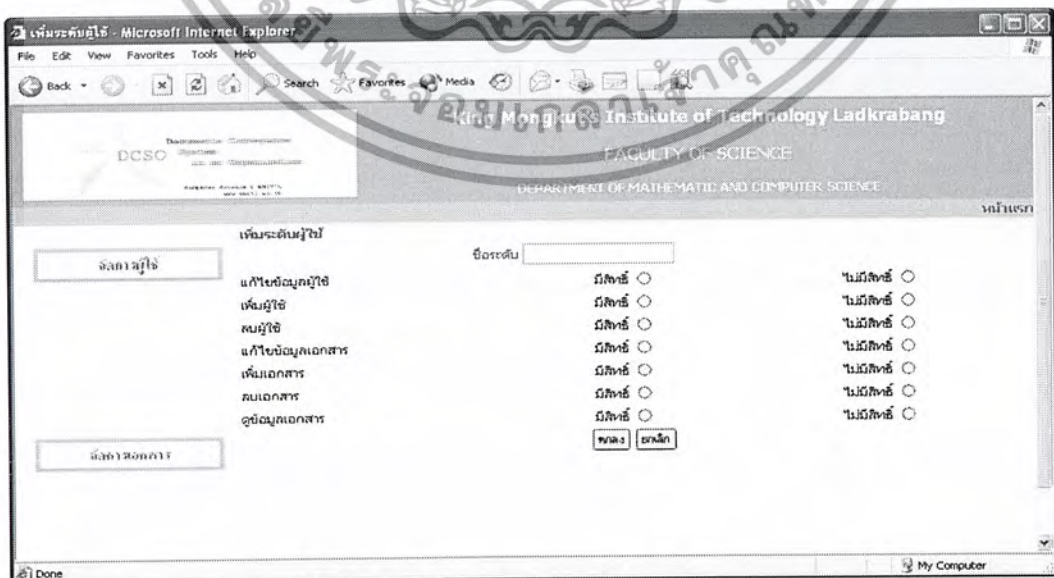 เพิ่มระดับผู้ใช้ - Microsoft Internet Explorer
File Edit View Favorites Tools Help
Back Search Favorites Media
พระจอมเกล้าเจ้าคุณ
King Mongkut's Institute of Technology Ladkrabang
DCSO
FACULTY OF SCIENCE
DEPARTMENT OF MATHEMATIC AND COMPUTER SCIENCE
หน้าแรก
เพิ่มระดับผู้ใช้
จัดการผู้ใช้
ชื่อระดับ
แก้ไขข้อมูลผู้ใช้ มีสิทธิ์ ไม่มีสิทธิ์
เพิ่มผู้ใช้ มีสิทธิ์ ไม่มีสิทธิ์
ลบผู้ใช้ มีสิทธิ์ ไม่มีสิทธิ์
แก้ไขข้อมูลเอกสาร มีสิทธิ์ ไม่มีสิทธิ์
เพิ่มเอกสาร มีสิทธิ์ ไม่มีสิทธิ์
ลบเอกสาร มีสิทธิ์ ไม่มีสิทธิ์
ดูข้อมูลเอกสาร มีสิทธิ์ ไม่มีสิทธิ์
ตกลง ยกเลิก
Done My Computer